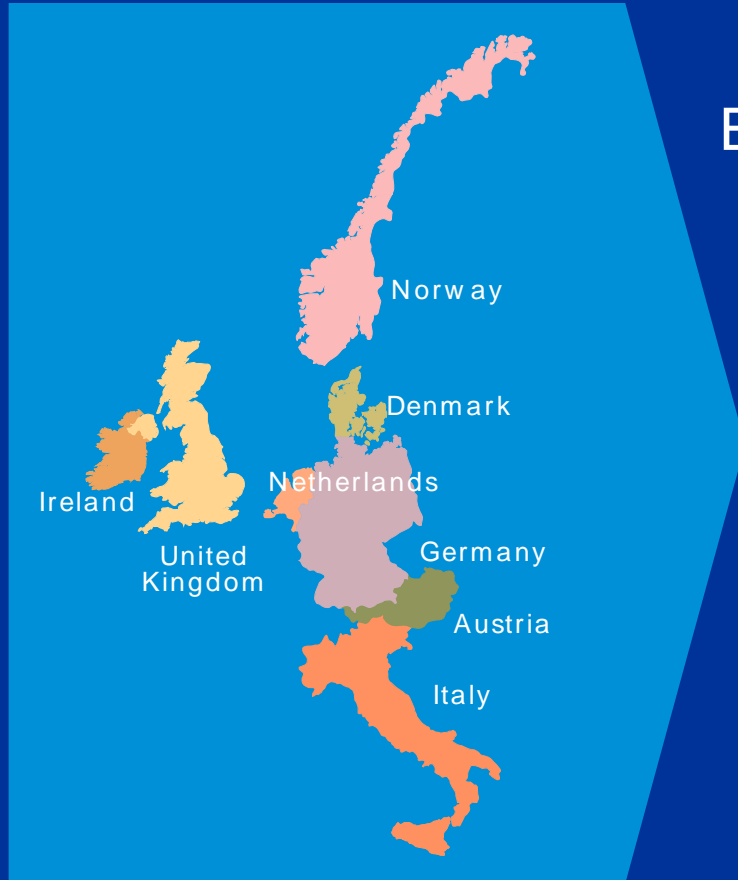 E
Norway
Denmark
Netherlands
Ireland
United
Kingdom
Germany
Austria
Italy